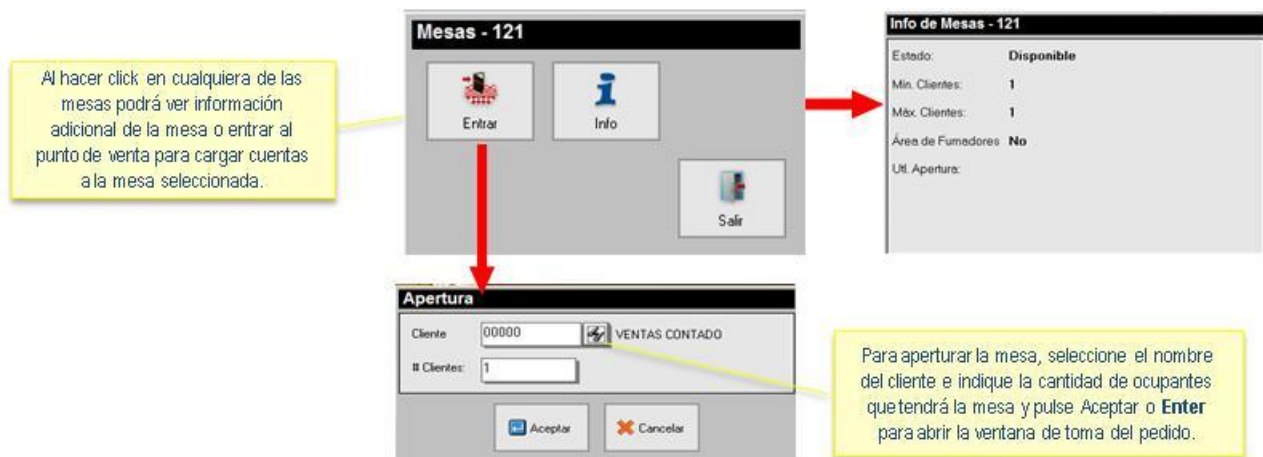 Al hacer click en cualquiera de las
mesas podrá ver información
adicional de la mesa o entrar al
punto de venta para cargar cuentas
a la mesa seleccionada.
Mesas - 121
Entrar
Info
Salir
Info de Mesas - 121
Estado: Disponible
Min. Clientes: 1
Máx. Clientes: 1
Área de Fumadores No
Utl. Apertura:
Apertura
Cliente 00000 VENTAS CONTADO
# Clientes: 1
Aceptar
Cancelar
Para aperturar la mesa, seleccione el nombre
del cliente e indique la cantidad de ocupantes
que tendrá la mesa y pulse Aceptar o Enter
para abrir la ventana de toma del pedido.